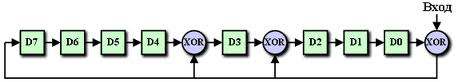 Вход
D7 D6 D5 D4 XOR D3 XOR D2 D1 D0 XOR